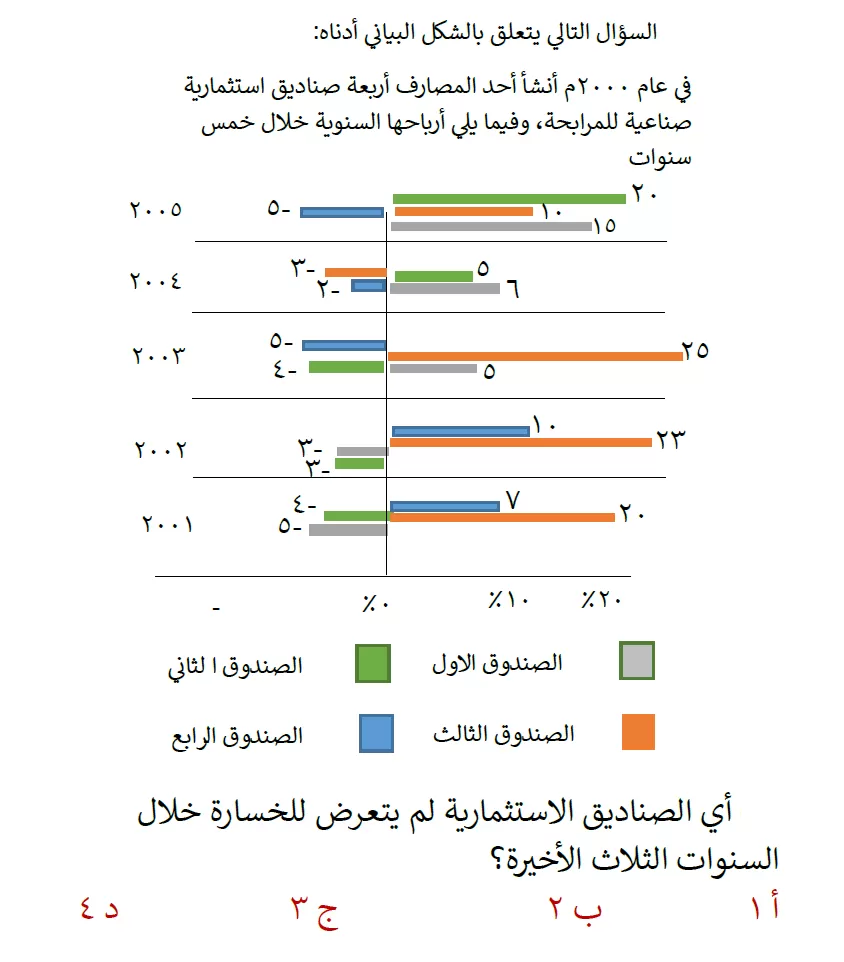 السؤال التالي يتعلق بالشكل البياني أدناه:
في عام ٢٠٠٠م أنشأ أحد المصارف أربعة صناديق استثمارية
صناعية للمرابحة، وفيما يلي أرباحها السنوية خلال خمس
سنوات
٢٠
٢٠٠٥
-٥
١٠
١٥
٢٠٠٤
-٣
٥
-٢
٦
٢٠٠٣
-٥
٢٥
-٤
٥
٢٠٠٢
١٠
٢٣
-٣
-٣
٢٠٠١
٧
-٤
٢٠
-٥
-
٪٠
٪١٠
٪٢٠
الصندوق الاول
الصندوق ا لثاني
الصندوق الثالث
الصندوق الرابع
أي الصناديق الاستثمارية لم يتعرض للخسارة خلال
السنوات الثلاث الأخيرة؟
أ ١ ب ٢ ج ٣ د ٤